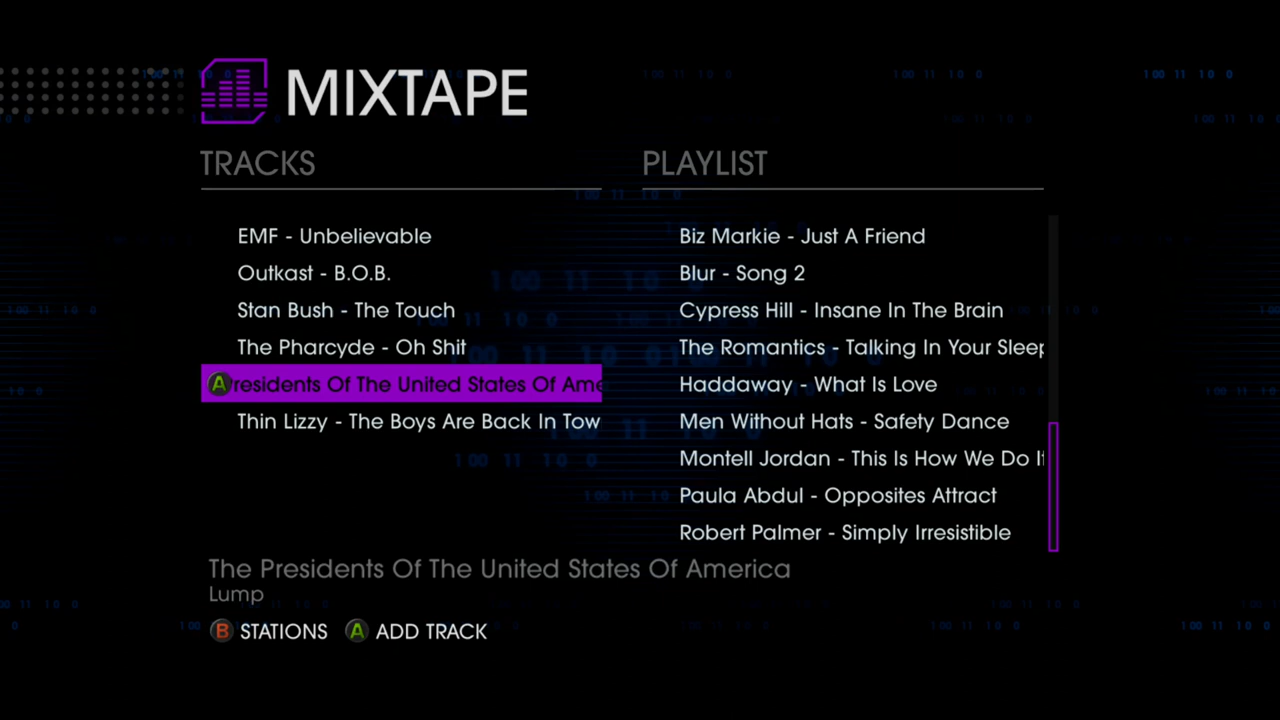 MIXTAPE
TRACKS
EMF - Unbelievable
Outkast - B.O.B.
Stan Bush - The Touch
The Pharcyde - Oh Shit
A residents Of The United States Of Ame
Thin Lizzy - The Boys Are Back In Tow
PLAYLIST
Biz Markie - Just A Friend
Blur - Song 2
Cypress Hill - Insane In The Brain
The Romantics - Talking In Your Sleep
Haddaway - What Is Love
Men Without Hats - Safety Dance
Montell Jordan - This Is How We Do It
Paula Abdul - Opposites Attract
Robert Palmer - Simply Irresistible
The Presidents Of The United States Of America
Lump
B STATIONS A ADD TRACK